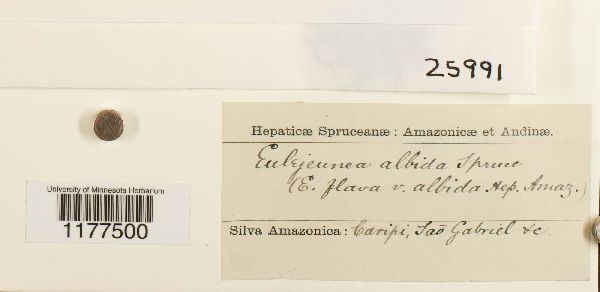 25991
Hepaticæ Spruceanæ : Amazonicæ et Andinæ.
Eulejeunea albida Spruce
(E. flava v. albida Hep. Amaz.)
Silva Amazonica : Caripi, São Gabriel &c.
University of Minnesota Herbarium
1177500